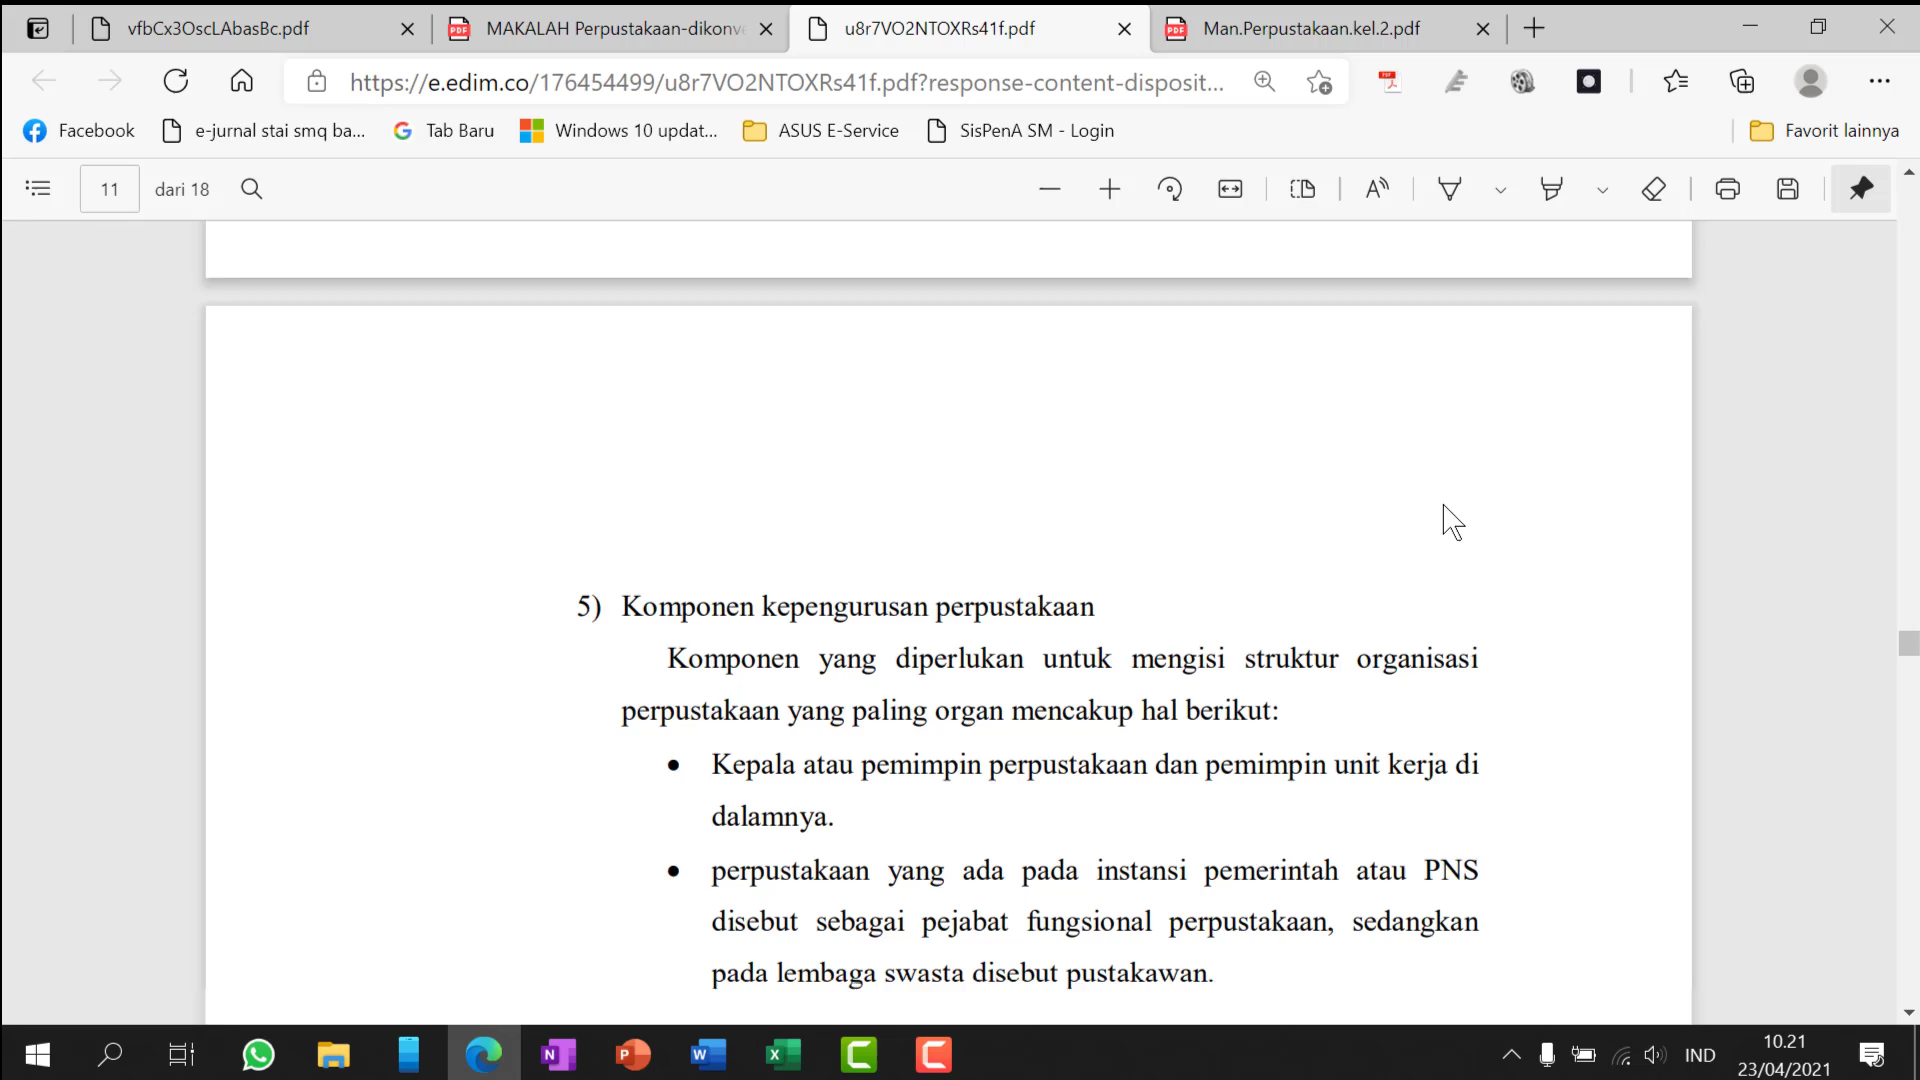 vfbCx3OscLAbasBc.pdf
MAKALAH Perpustakaan-dikonve
u8r7VO2NTOXRs41f.pdf
Man.Perpustakaan.kel.2.pdf
https://e.edim.co/176454499/u8r7VO2NTOXRs41f.pdf?response-content-disposit...
Facebook
e-jurnal stai smq ba...
Tab Baru
Windows 10 updat...
ASUS E-Service
SisPenA SM - Login
Favorit lainnya
11 dari 18
5) Komponen kepengurusan perpustakaan
Komponen yang diperlukan untuk mengisi struktur organisasi
perpustakaan yang paling organ mencakup hal berikut:
• Kepala atau pemimpin perpustakaan dan pemimpin unit kerja di
dalamnya.
• perpustakaan yang ada pada instansi pemerintah atau PNS
disebut sebagai pejabat fungsional perpustakaan, sedangkan
pada lembaga swasta disebut pustakawan.
IND
10.21
23/04/2021